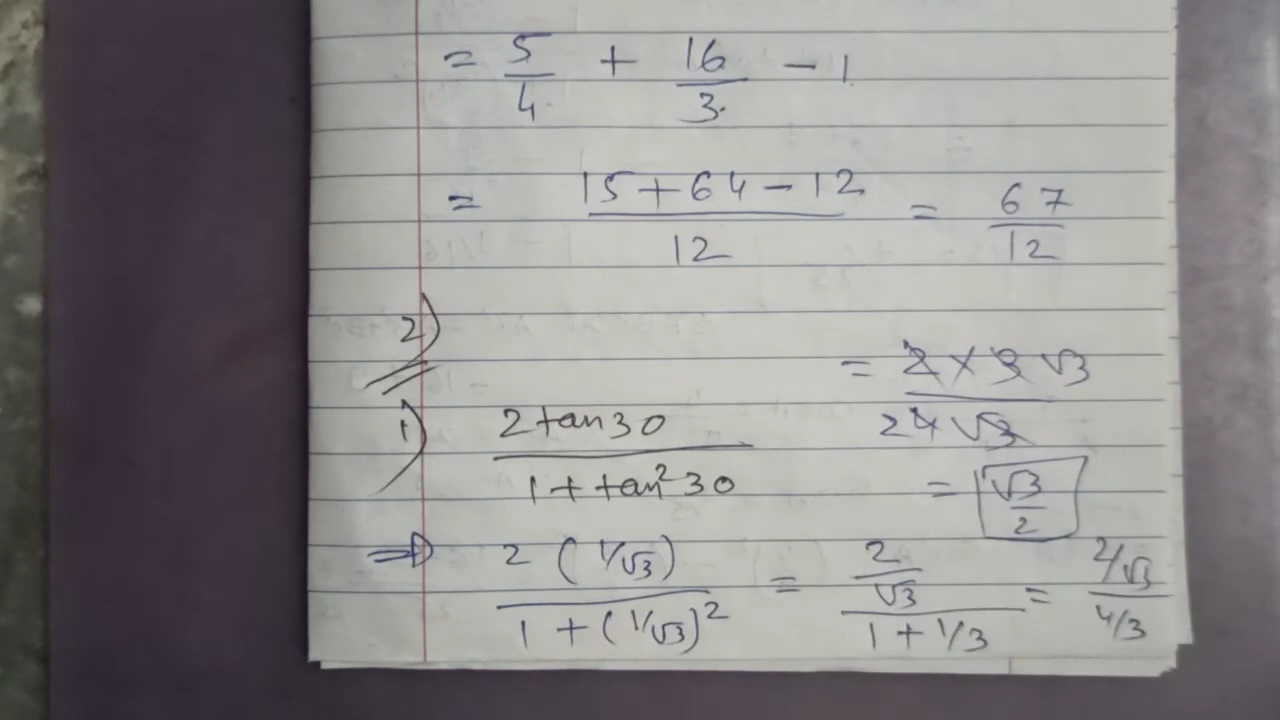 = 5/4 + 16/3 - 1
= 15 + 64 - 12 / 12 = 67/12
2)
1) 2 tan 30 / 1 + tan² 30
⇒ 2 (1/√3) / 1 + (1/√3)² = 2/√3 / 1 + 1/3 = 2/√3 / 4/3
= 2 × 3 √3 / 2 4 √3
= √3/2